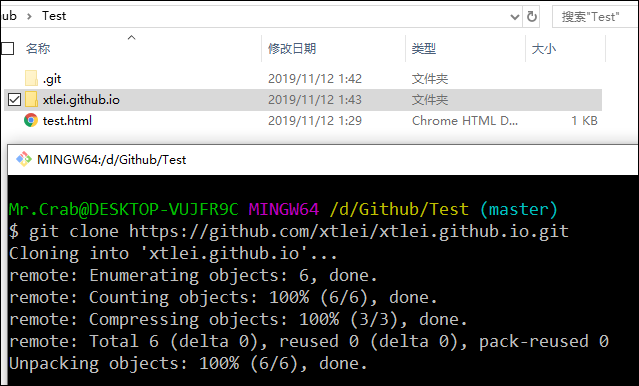 ub › Test
搜索"Test"
名称 修改日期 类型 大小
.git 2019/11/12 1:42 文件夹
xtlei.github.io 2019/11/12 1:43 文件夹
test.html 2019/11/12 1:29 Chrome HTML D... 1 KB
MINGW64:/d/Github/Test
Mr.Crab@DESKTOP-VUJFR9C MINGW64 /d/Github/Test (master)
$ git clone https://github.com/xtlei/xtlei.github.io.git
Cloning into 'xtlei.github.io'...
remote: Enumerating objects: 6, done.
remote: Counting objects: 100% (6/6), done.
remote: Compressing objects: 100% (3/3), done.
remote: Total 6 (delta 0), reused 0 (delta 0), pack-reused 0
Unpacking objects: 100% (6/6), done.